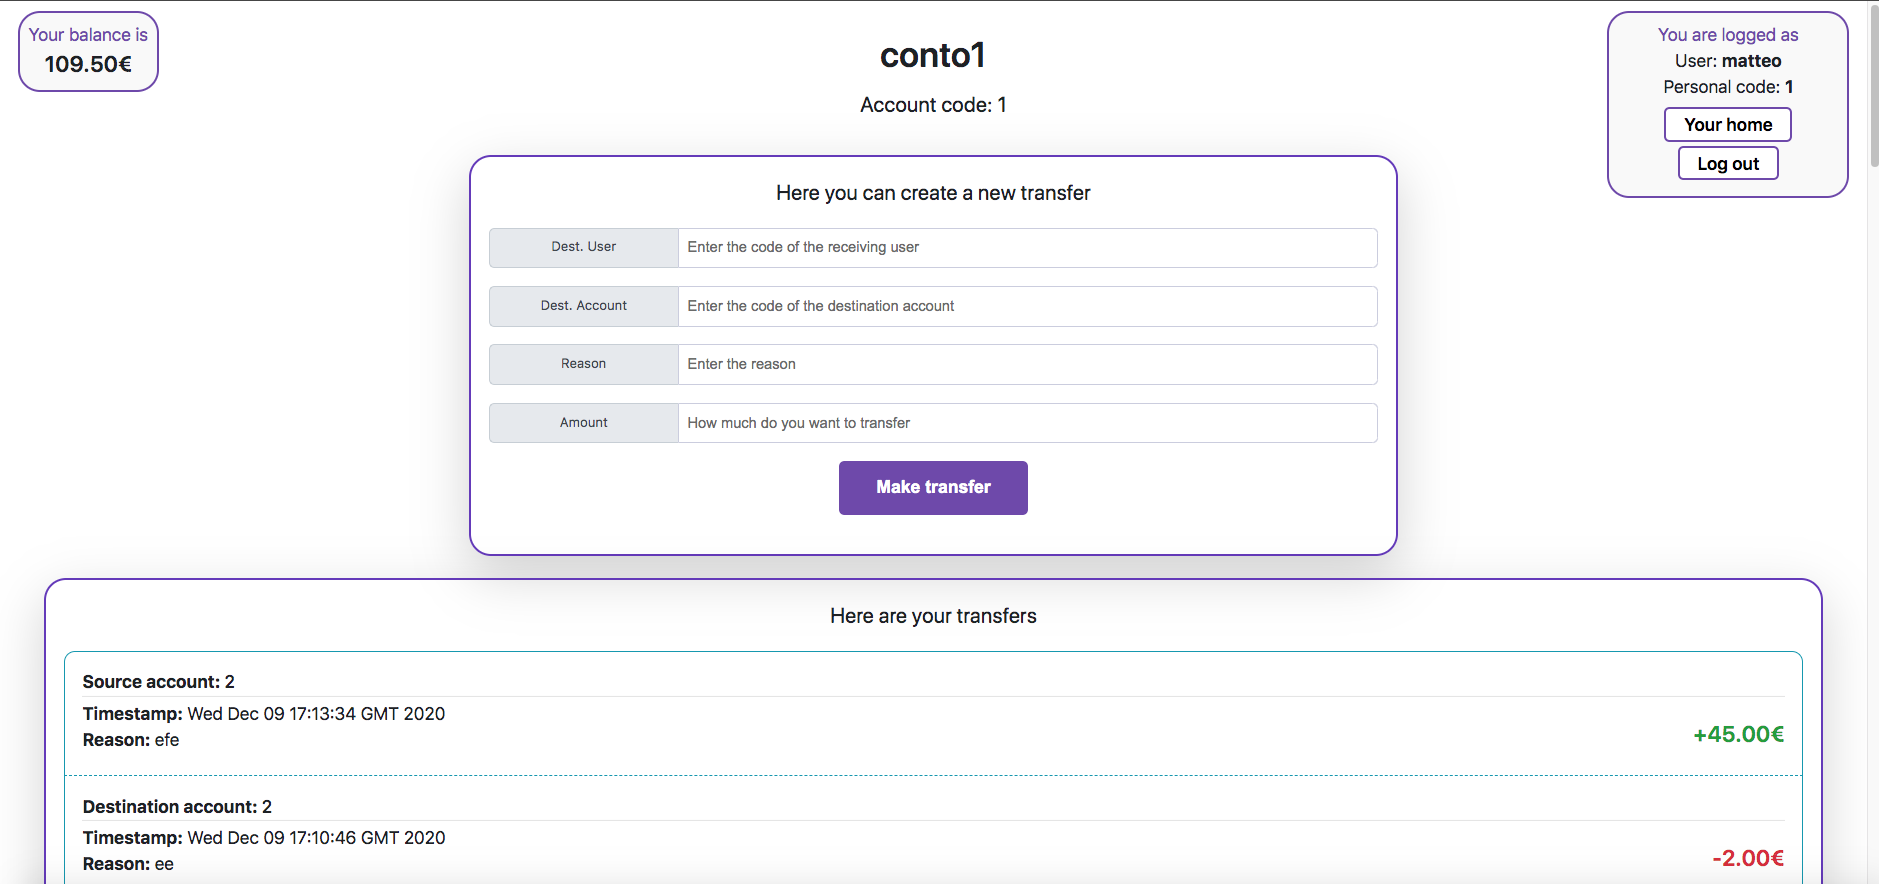 Your balance is
109.50€
conto1
Account code: 1
You are logged as
User: matteo
Personal code: 1
Your home
Log out
Here you can create a new transfer
Dest. User Enter the code of the receiving user
Dest. Account Enter the code of the destination account
Reason Enter the reason
Amount How much do you want to transfer
Make transfer
Here are your transfers
Source account: 2
Timestamp: Wed Dec 09 17:13:34 GMT 2020
Reason: efe
+45.00€
Destination account: 2
Timestamp: Wed Dec 09 17:10:46 GMT 2020
Reason: ee
-2.00€